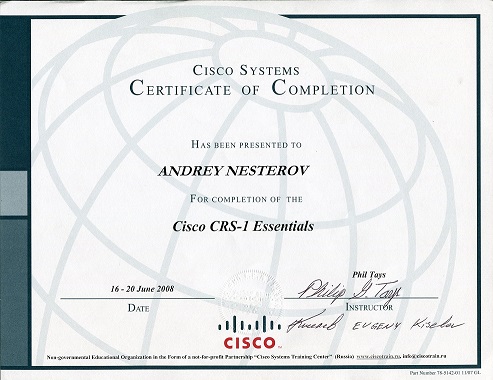 CISCO SYSTEMS
CERTIFICATE OF COMPLETION
HAS BEEN PRESENTED TO
ANDREY NESTEROV
FOR COMPLETION OF THE
Cisco CRS-1 Essentials
Phil Tays
16 - 20 June 2008
Philip G. Tays
DATE
INSTRUCTOR
EVGENY Kiselev
CISCO
Non-governmental Educational Organization in the Form of a not-for-profit Partnership "Cisco Systems Training Center" (Russia) www.ciscotrain.ru, info@ciscotrain.ru
Part Number 78-5142-01 11/07 GL